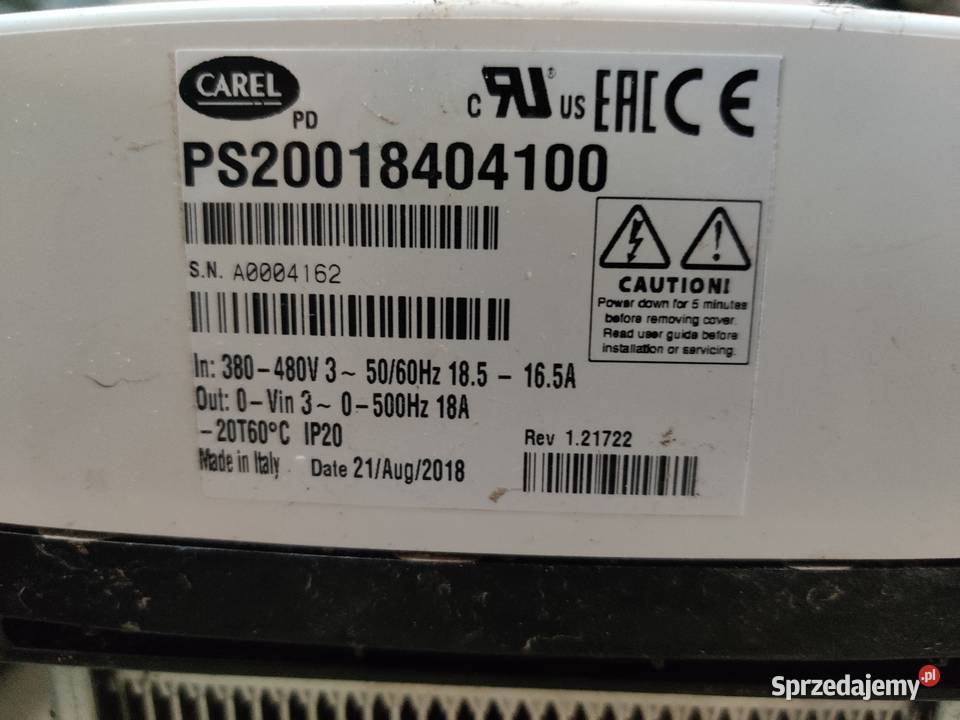 CAREL
PD
c RU® US EAC CE
PS20018404100
S.N. A0004162
CAUTION!
Power down for 5 minutes
before removing cover.
Read user guide before
installation or servicing.
In: 380-480V 3~ 50/60Hz 18.5 - 16.5A
Out: 0-Vin 3~ 0-500Hz 18A
-20T60°C IP20
Rev 1.21722
Made in Italy Date 21/Aug/2018
Sprzedajemy.pl